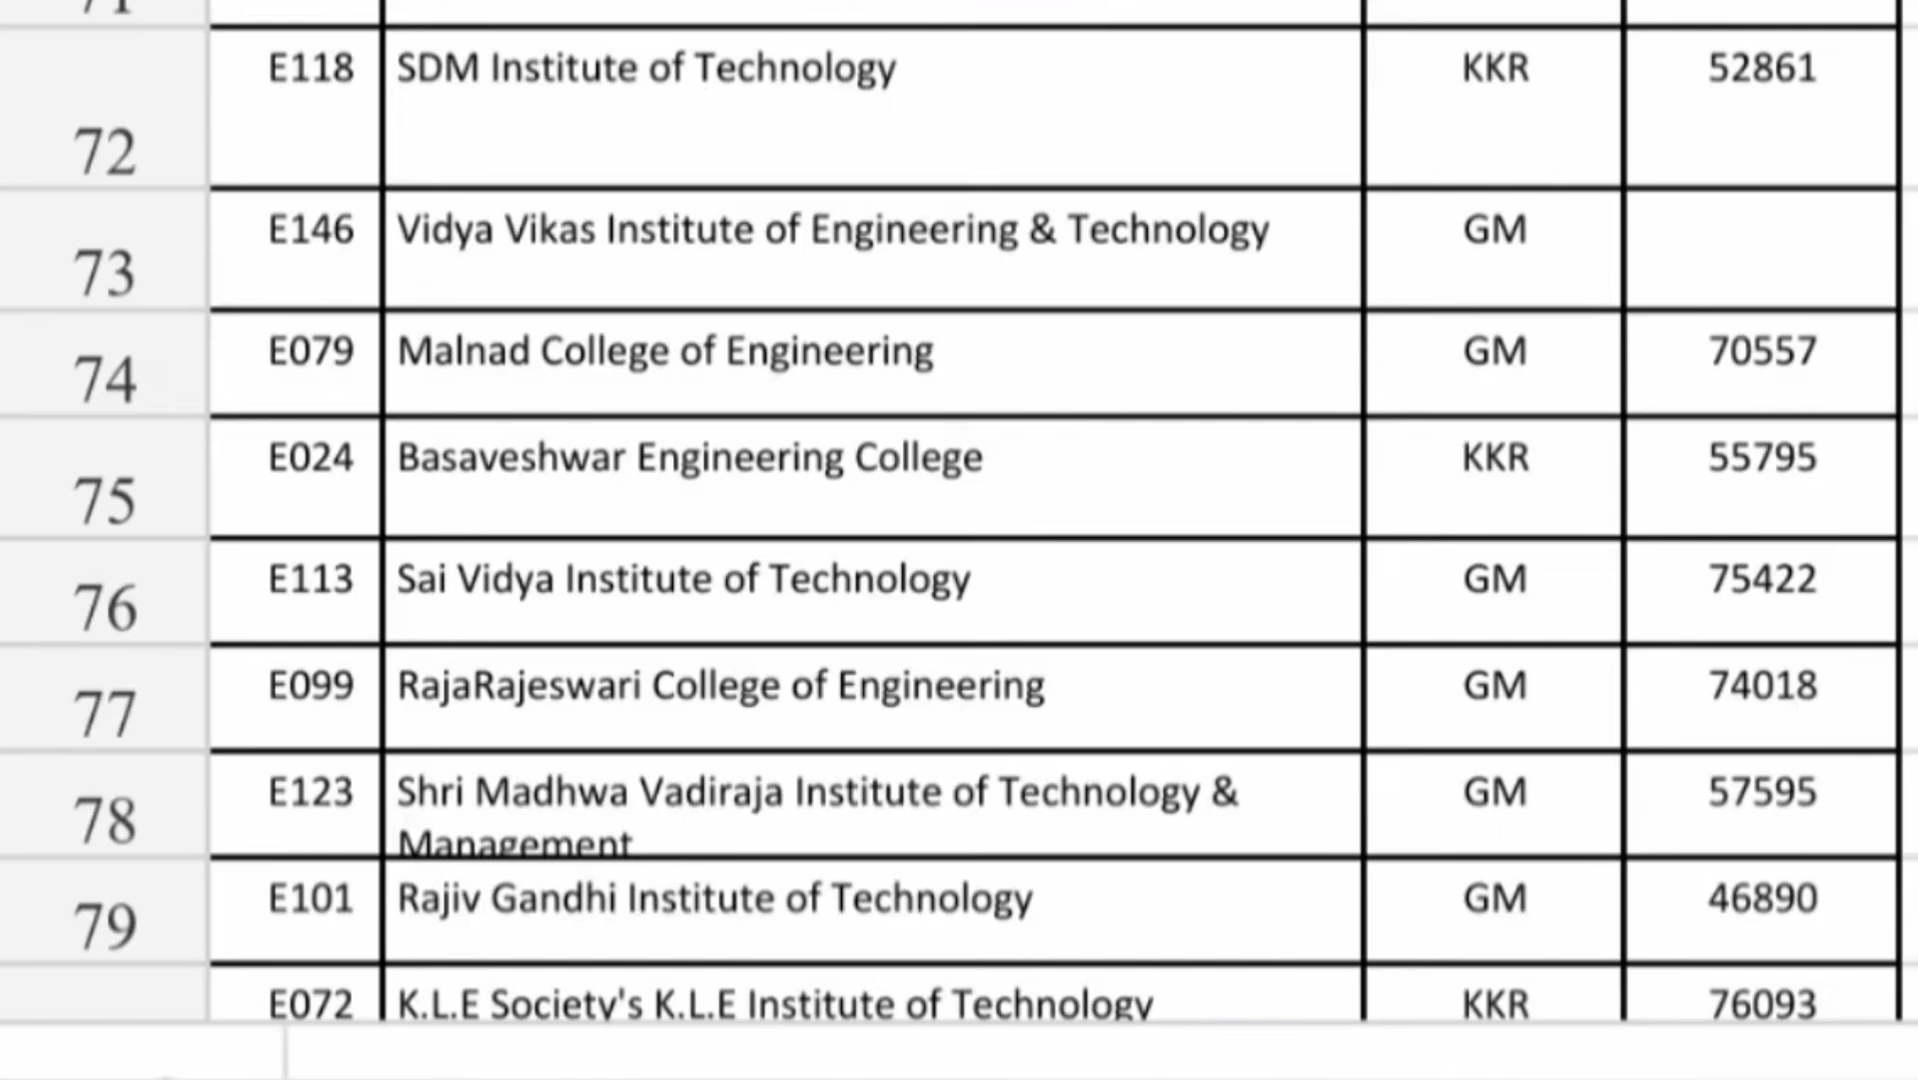 71
72 E118 SDM Institute of Technology KKR 52861
73 E146 Vidya Vikas Institute of Engineering & Technology GM
74 E079 Malnad College of Engineering GM 70557
75 E024 Basaveshwar Engineering College KKR 55795
76 E113 Sai Vidya Institute of Technology GM 75422
77 E099 RajaRajeswari College of Engineering GM 74018
78 E123 Shri Madhwa Vadiraja Institute of Technology & GM 57595
Management
79 E101 Rajiv Gandhi Institute of Technology GM 46890
E072 K.L.E Society's K.L.E Institute of Technology KKR 76093